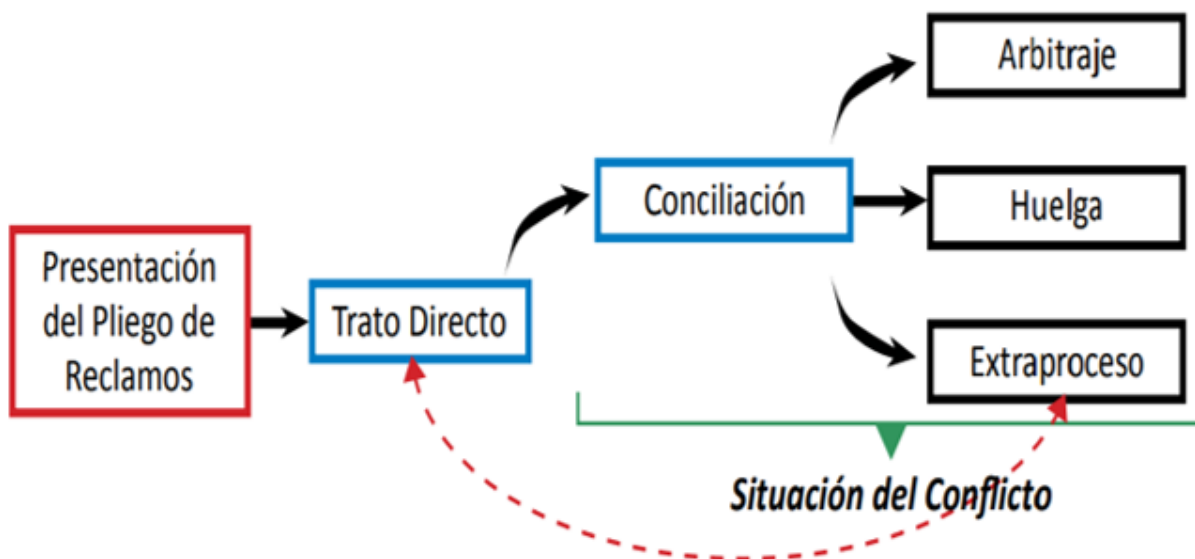 Presentación
del Pliego de
Reclamos
Trato Directo
Conciliación
Arbitraje
Huelga
Extraproceso
Situación del Conflicto